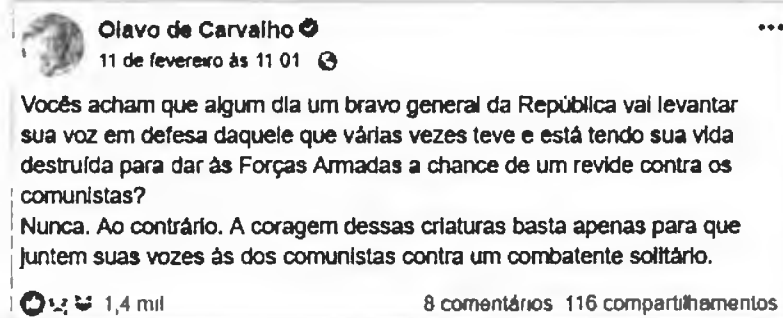 Olavo de Carvalho
11 de fevereiro às 11 01
Vocês acham que algum dia um bravo general da República vai levantar
sua voz em defesa daquele que várias vezes teve e está tendo sua vida
destruída para dar às Forças Armadas a chance de um revide contra os
comunistas?
Nunca. Ao contrário. A coragem dessas criaturas basta apenas para que
juntem suas vozes às dos comunistas contra um combatente solitário.
1,4 mil 8 comentários 116 compartilhamentos